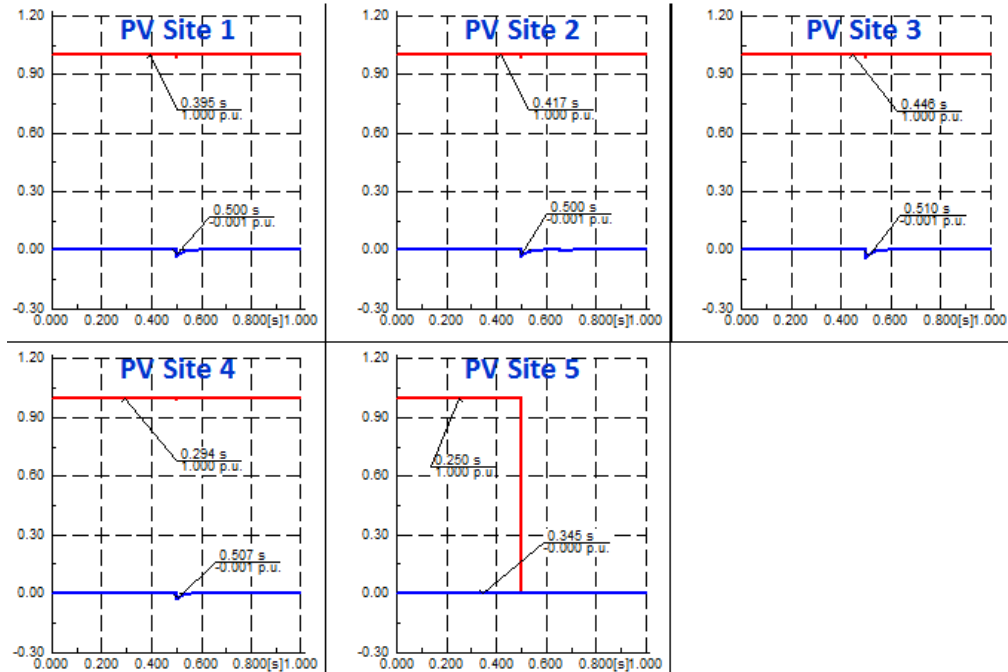 PV Site 1
1.20
0.90
0.60
0.30
0.00
-0.30
0.395 s
1.000 p.u.
0.500 s
-0.001 p.u.
0.000 0.200 0.400 0.600 0.800[s]1.000
PV Site 2
1.20
0.90
0.60
0.30
0.00
-0.30
0.417 s
1.000 p.u.
0.500 s
-0.001 p.u.
0.000 0.200 0.400 0.600 0.800[s]1.000
PV Site 3
1.20
0.90
0.60
0.30
0.00
-0.30
0.446 s
1.000 p.u.
0.510 s
-0.001 p.u.
0.000 0.200 0.400 0.600 0.800[s]1.000
PV Site 4
1.20
0.90
0.60
0.30
0.00
-0.30
0.294 s
1.000 p.u.
0.507 s
-0.001 p.u.
0.000 0.200 0.400 0.600 0.800[s]1.000
PV Site 5
1.20
0.90
0.60
0.30
0.00
-0.30
0.250 s
1.000 p.u.
0.345 s
-0.000 p.u.
0.000 0.200 0.400 0.600 0.800[s]1.000